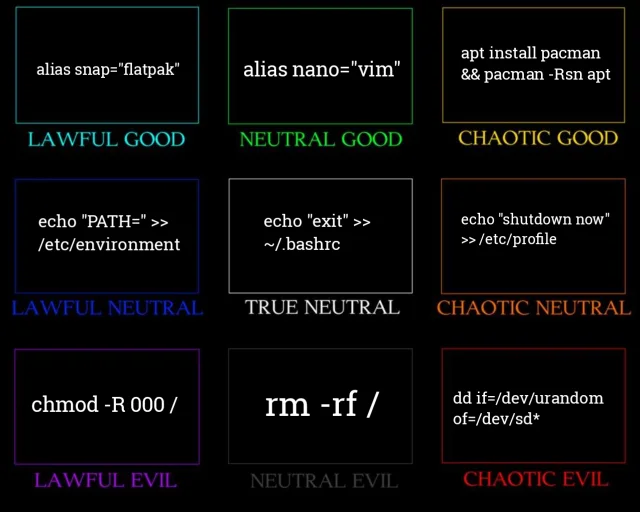 alias snap="flatpak"
LAWFUL GOOD
alias nano="vim"
NEUTRAL GOOD
apt install pacman
&& pacman -Rsn apt
CHAOTIC GOOD
echo "PATH=" >>
/etc/environment
LAWFUL NEUTRAL
echo "exit" >>
~/.bashrc
TRUE NEUTRAL
echo "shutdown now"
>> /etc/profile
CHAOTIC NEUTRAL
chmod -R 000 /
LAWFUL EVIL
rm -rf /
NEUTRAL EVIL
dd if=/dev/urandom
of=/dev/sd*
CHAOTIC EVIL